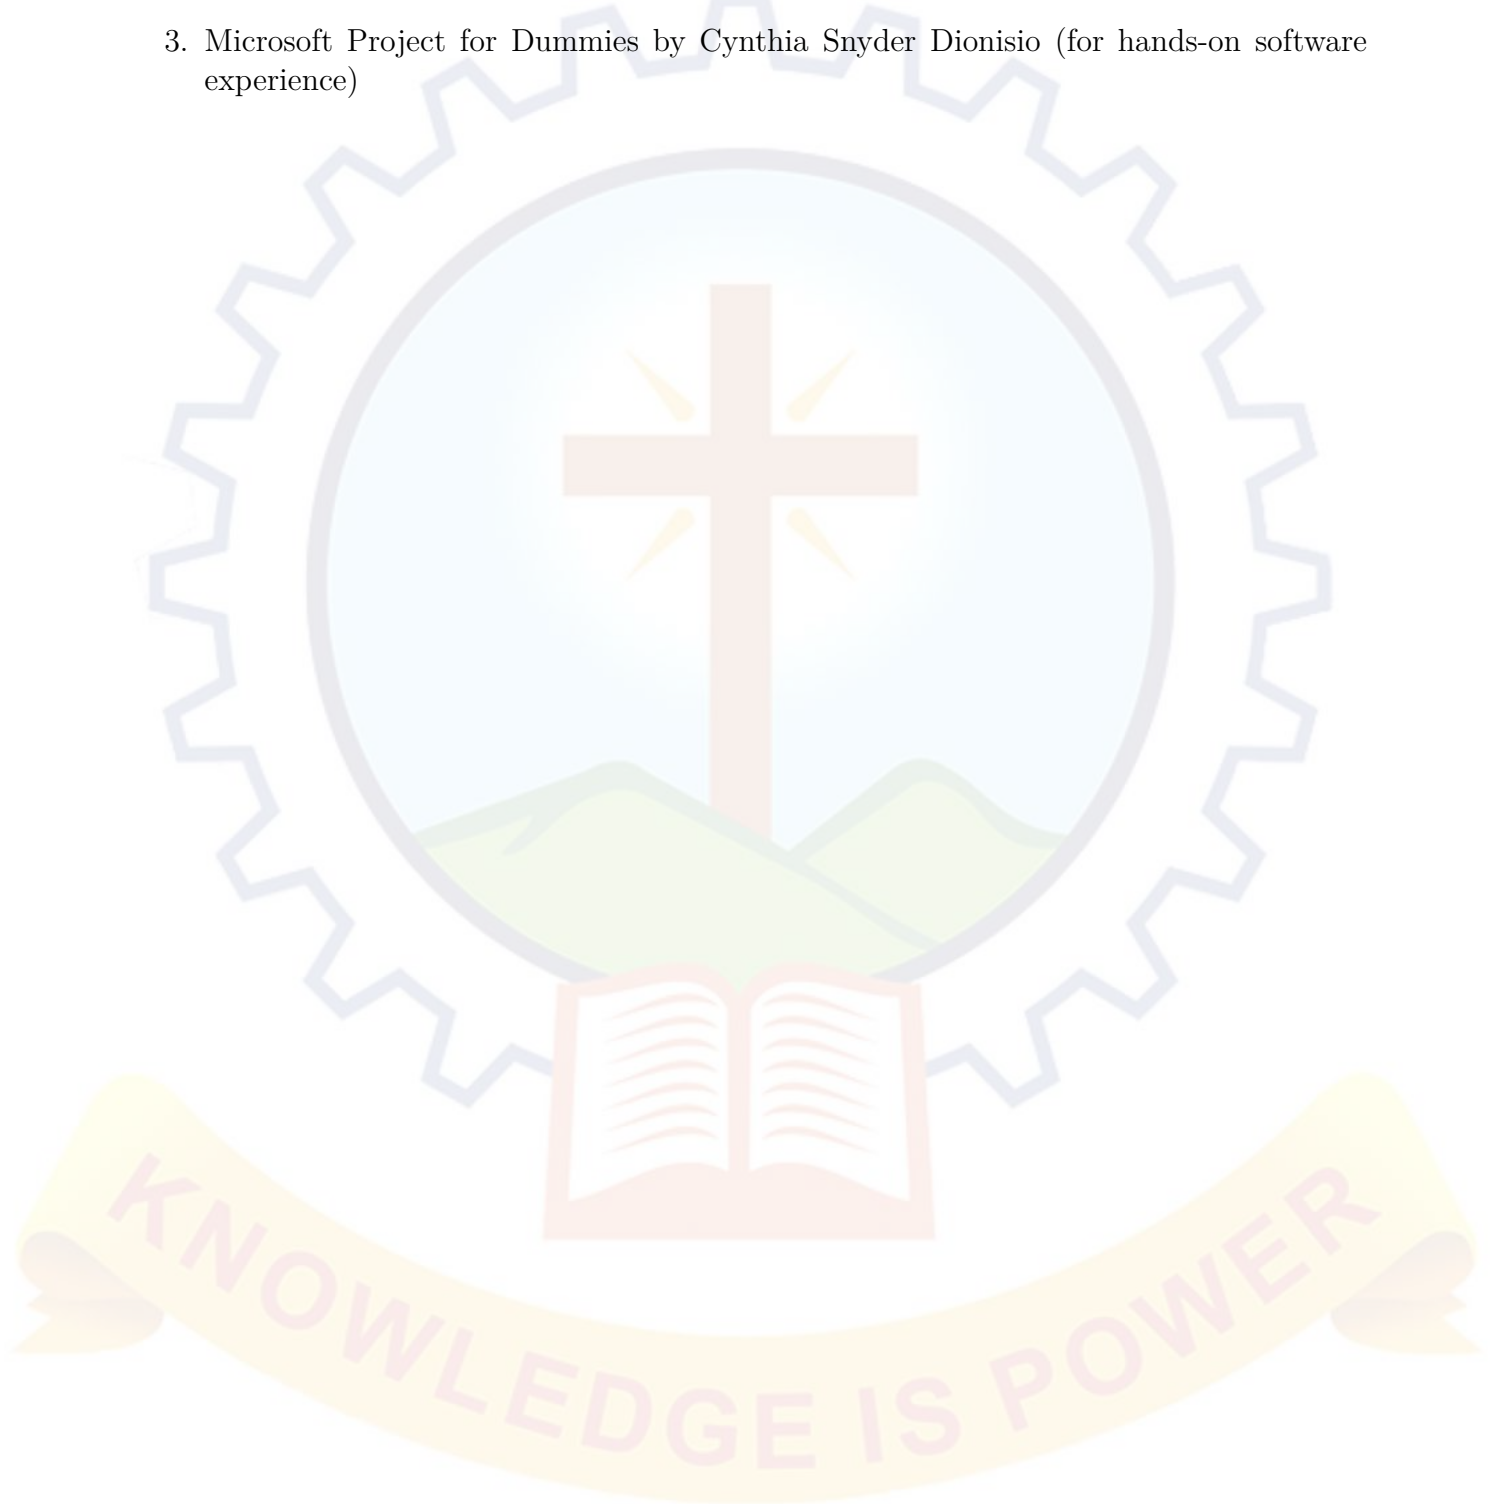 3. Microsoft Project for Dummies by Cynthia Snyder Dionisio (for hands-on software
experience)
KNOWLEDGE IS POWER